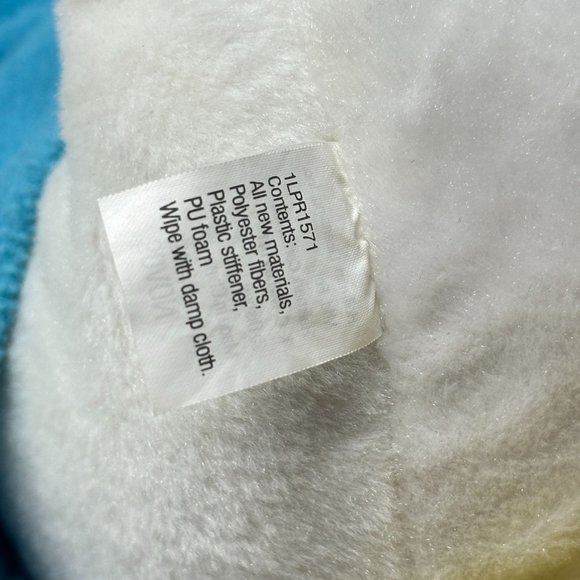 1LPR1571
Contents:
All new materials,
Polyester fibers,
Plastic stiffener,
PU foam
Wipe with damp cloth.